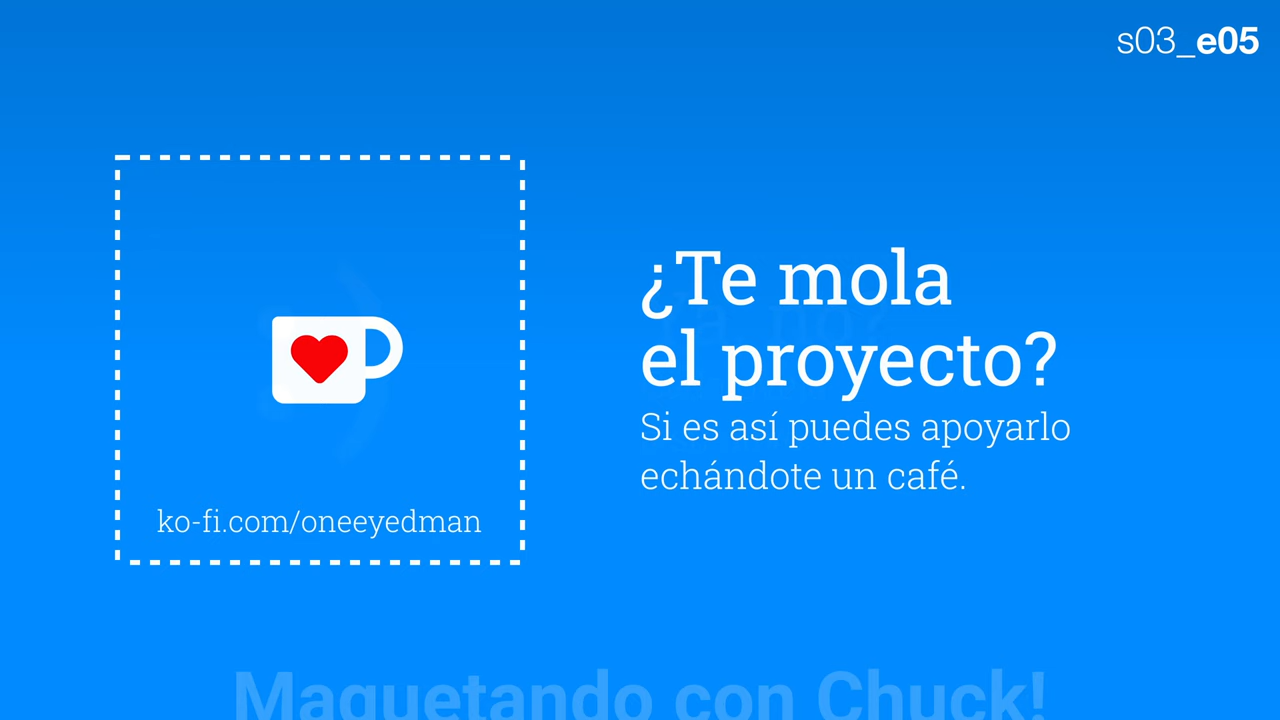 s03_e05
¿Te mola
el proyecto?
Si es así puedes apoyarlo
echándote un café.
ko-fi.com/oneeyedman
Maquetando con Chuck!